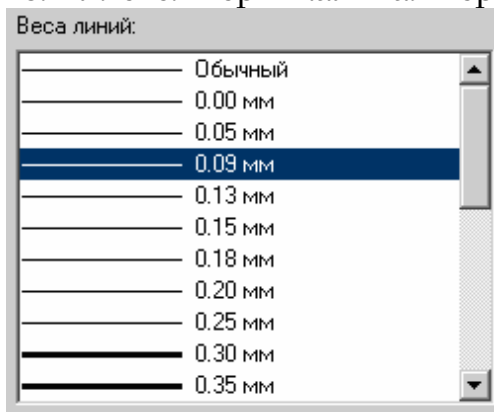 Веса линий:
Обычный
0.00 мм
0.05 мм
0.09 мм
0.13 мм
0.15 мм
0.18 мм
0.20 мм
0.25 мм
0.30 мм
0.35 мм